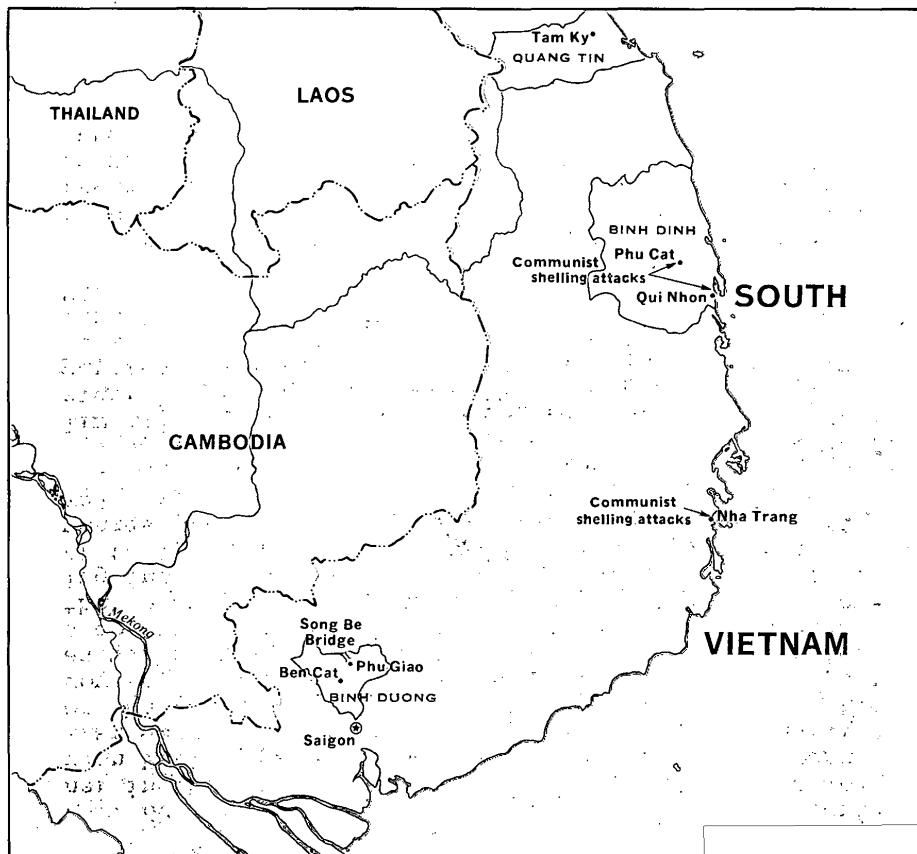 Tam Ky
QUANG TIN
LAOS
THAILAND
BINH DINH
Phu Cat
Communist
shelling attacks
Qui Nhon
SOUTH
CAMBODIA
Communist
shelling attacks
Nha Trang
Mekong
Song Be
Bridge
Phu Giao
Ben Cat
BINH DUONG
VIETNAM
Saigon